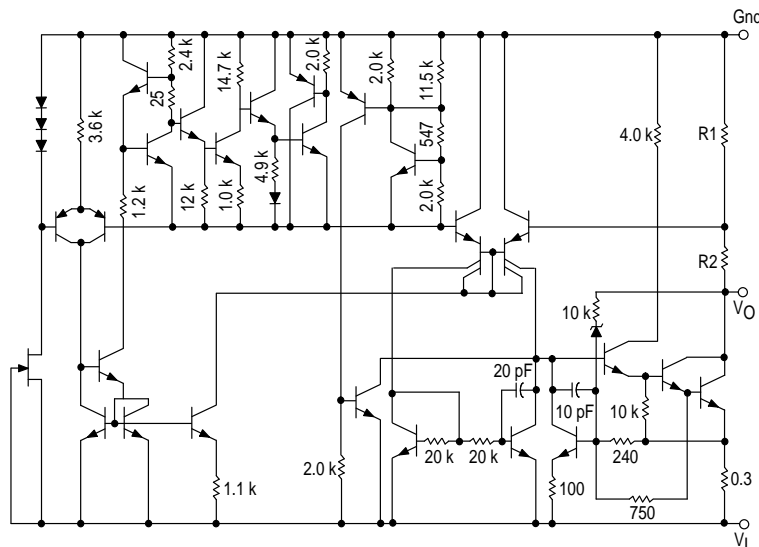 Gnd
2.4 k
2.0 k
14.7 k
2.0 k
11.5 k
25
3.6 k
547
4.0 k
R1
4.9 k
1.2 k
12 k
1.0 k
2.0 k
R2
10 k
VO
20 pF
10 pF
10 k
20 k
20 k
240
2.0 k
1.1 k
100
0.3
750
VI